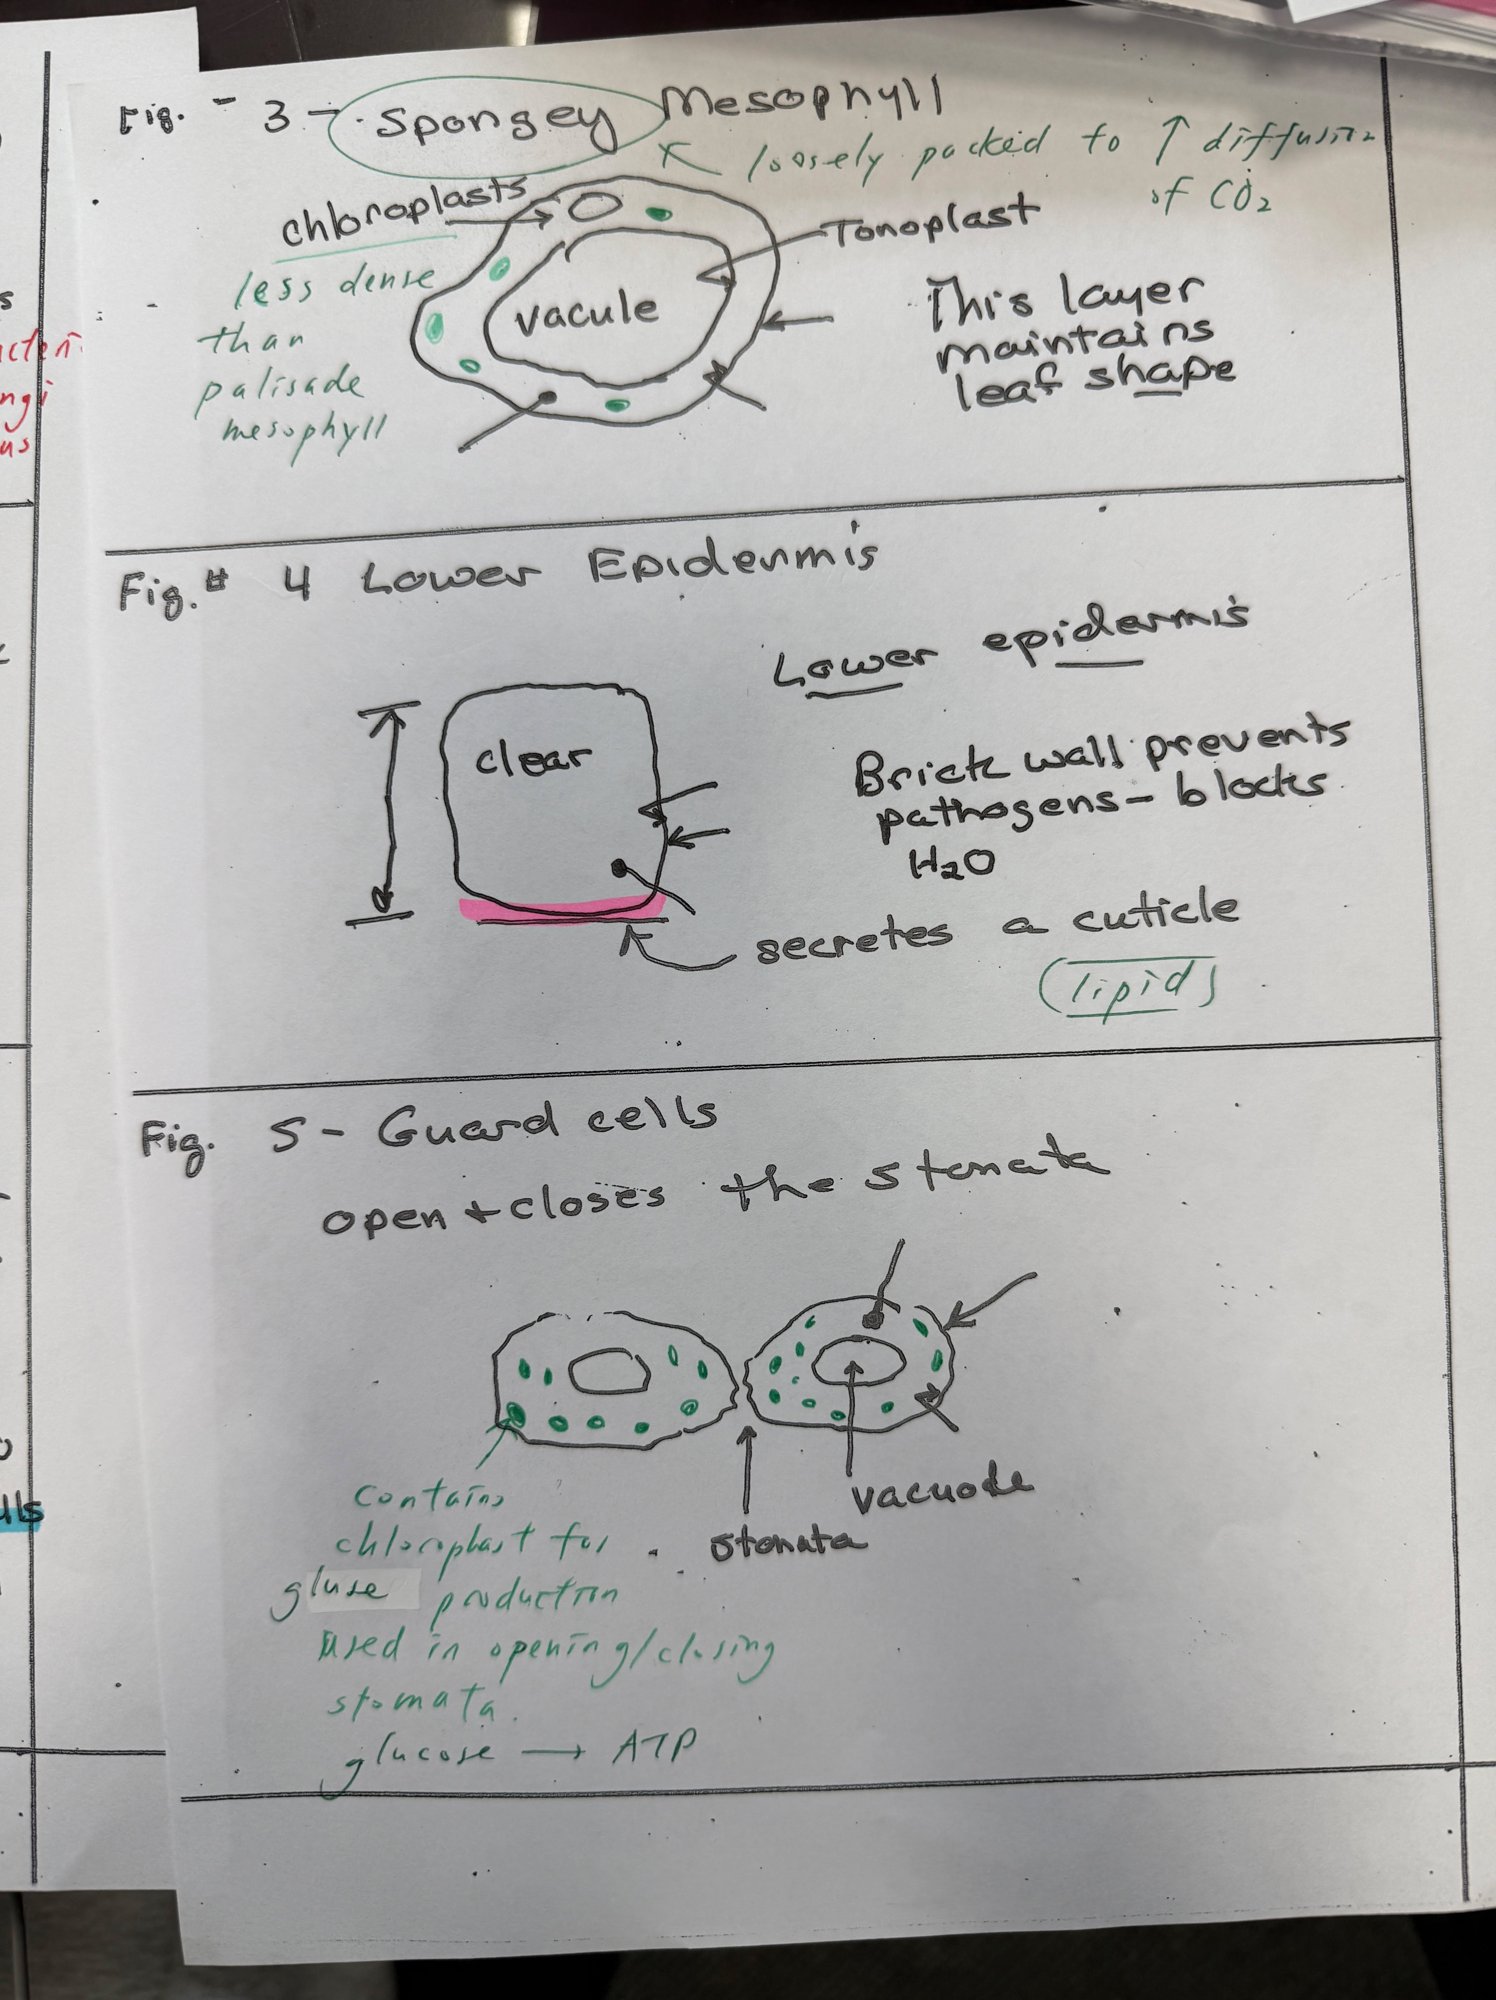 Fig. - 3 - Spongey Mesophyll
loosely packed to ↑ diffusion
of CO₂
chloroplasts
less dense
than
palisade
mesophyll
Tonoplast
vacule
This layer
maintains
leaf shape
Fig. # 4 Lower Epidermis
Lower epidermis
clear
Brick wall prevents
pathogens - blocks
H₂O
secretes a cuticle
(lipid)
Fig. 5 - Guard cells
open + closes the stomata
vacuole
stomata
Contains
chloroplast for
gluse production
used in opening/closing
stomata.
glucose → ATP